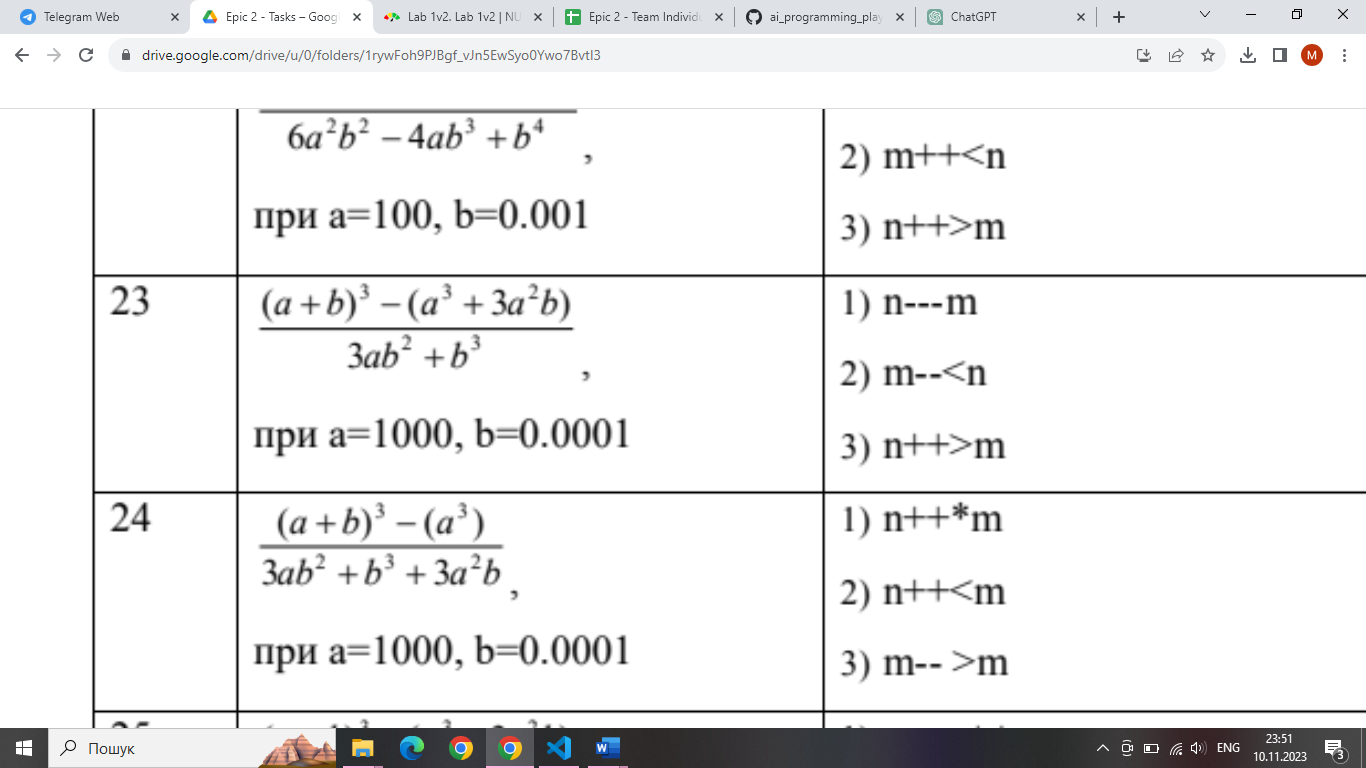 Telegram Web
Epic 2 - Tasks – Goog
Lab 1v2. Lab 1v2 | NU
Epic 2 - Team Individu
ai_programming_play
ChatGPT
drive.google.com/drive/u/0/folders/1rywFoh9PJBgf_vJn5EwSyo0Ywo7BvtI3
M
6a²b² – 4ab³ + b⁴ ,
при a=100, b=0.001
2) m++<n
3) n++>m
23
(a + b)³ – (a³ + 3a²b)
3ab² + b³ ,
при a=1000, b=0.0001
1) n---m
2) m--<n
3) n++>m
24
(a + b)³ – (a³)
3ab² + b³ + 3a²b ,
при a=1000, b=0.0001
1) n++*m
2) n++<m
3) m-- >m
Пошук
ENG
23:51
10.11.2023
3